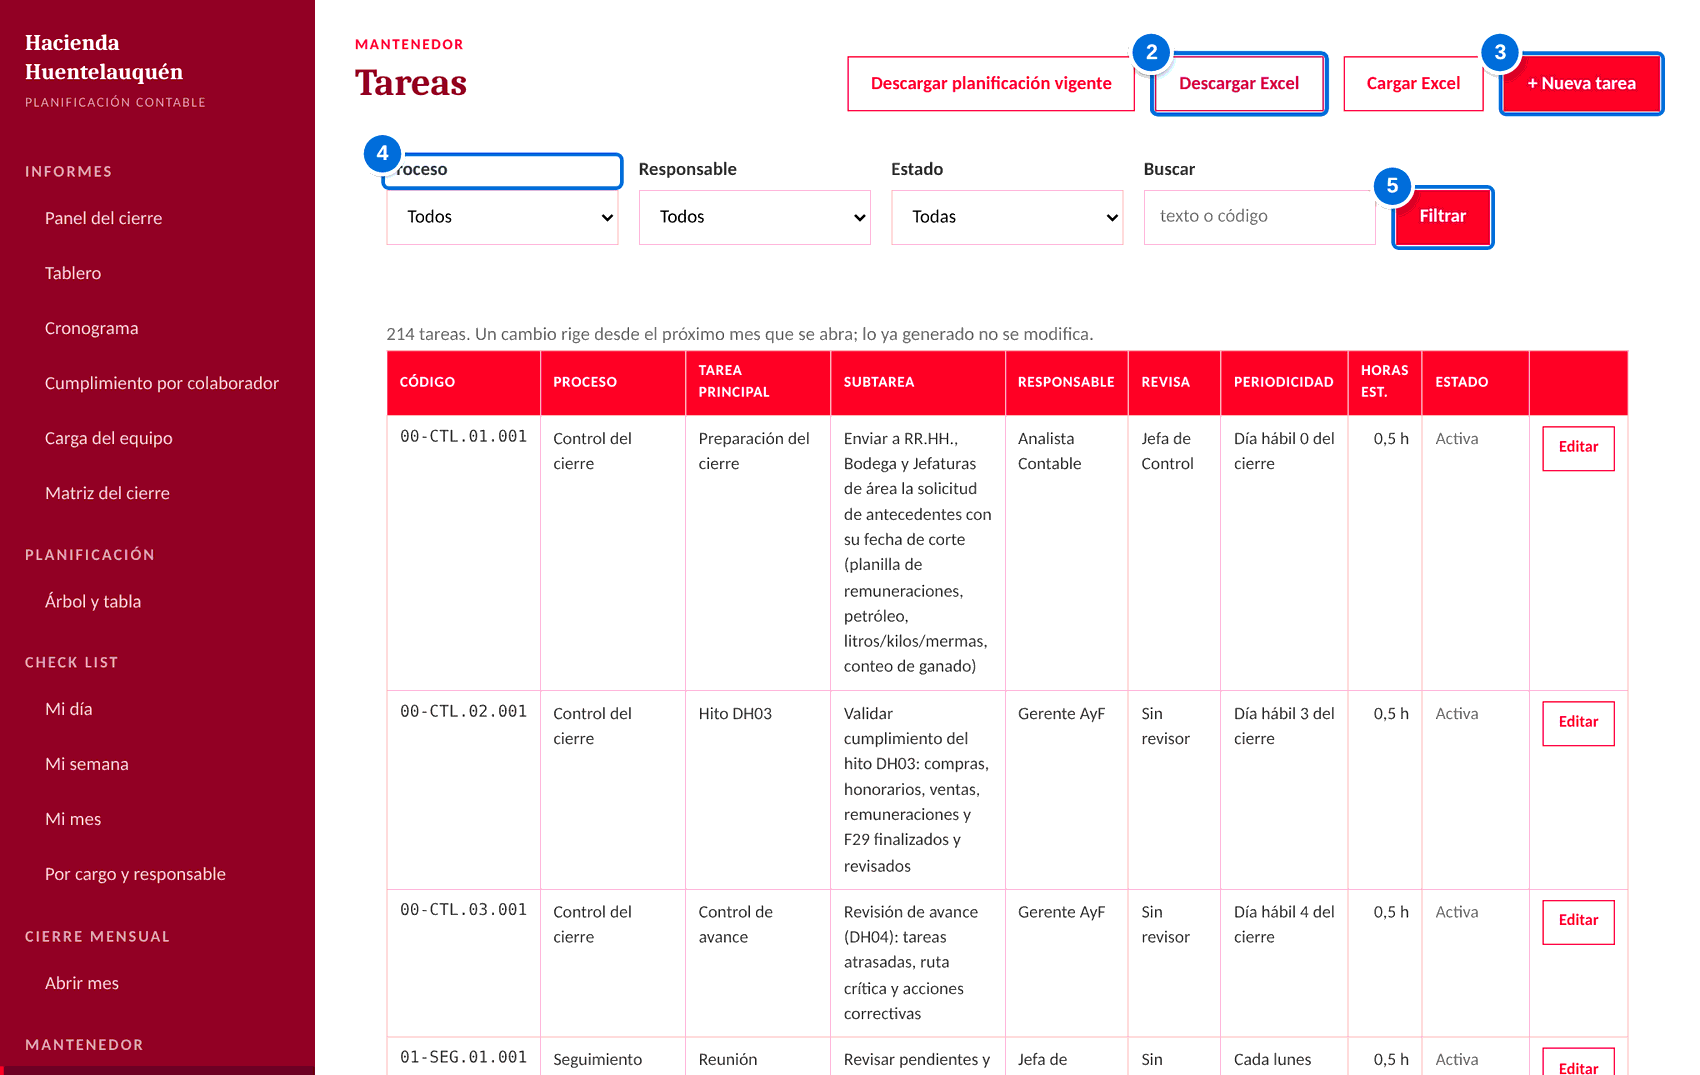 Hacienda
Huentelauquén
PLANIFICACIÓN CONTABLE
INFORMES
Panel del cierre
Tablero
Cronograma
Cumplimiento por colaborador
Carga del equipo
Matriz del cierre
PLANIFICACIÓN
Árbol y tabla
CHECK LIST
Mi día
Mi semana
Mi mes
Por cargo y responsable
CIERRE MENSUAL
Abrir mes
MANTENEDOR
MANTENEDOR
Tareas
Descargar planificación vigente
2
Descargar Excel
Cargar Excel
3
+ Nueva tarea
4
roceso
Responsable
Estado
Buscar
Todos
Todos
Todas
texto o código
5
Filtrar
214 tareas. Un cambio rige desde el próximo mes que se abra; lo ya generado no se modifica.
CÓDIGO
PROCESO
TAREA
PRINCIPAL
SUBTAREA
RESPONSABLE
REVISA
PERIODICIDAD
HORAS
EST.
ESTADO
00-CTL.01.001
Control del
cierre
Preparación del
cierre
Enviar a RR.HH.,
Bodega y Jefaturas
de área la solicitud
de antecedentes con
su fecha de corte
(planilla de
remuneraciones,
petróleo,
litros/kilos/mermas,
conteo de ganado)
Analista
Contable
Jefa de
Control
Día hábil 0 del
cierre
0,5 h
Activa
Editar
00-CTL.02.001
Control del
cierre
Hito DH03
Validar
cumplimiento del
hito DH03: compras,
honorarios, ventas,
remuneraciones y
F29 finalizados y
revisados
Gerente AyF
Sin
revisor
Día hábil 3 del
cierre
0,5 h
Activa
Editar
00-CTL.03.001
Control del
cierre
Control de
avance
Revisión de avance
(DH04): tareas
atrasadas, ruta
crítica y acciones
correctivas
Gerente AyF
Sin
revisor
Día hábil 4 del
cierre
0,5 h
Activa
Editar
01-SEG.01.001
Seguimiento
Reunión
Revisar pendientes y
Jefa de
Sin
Cada lunes
0,5 h
Activa
Editar